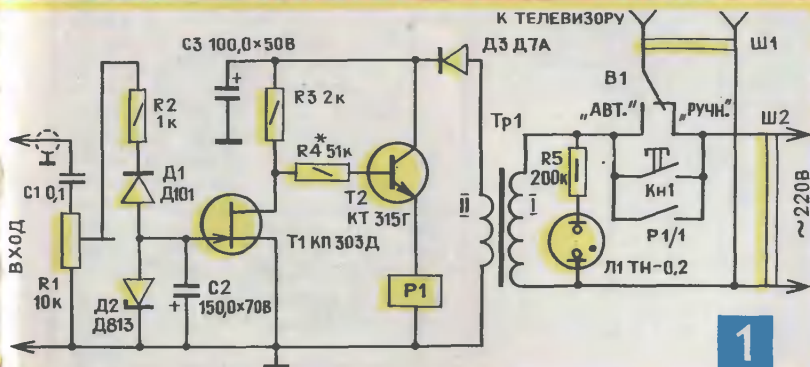 К ТЕЛЕВИЗОРУ
С3 100,0×50В
Д3 Д7А
Ш1
В1
R2
1к
R3 2к
„АВТ.“
„РУЧН.“
Ш2
Тр1
*
R4 51к
R5
200к
Д1
Д101
С1 0,1
Т2
КТ 315Г
Кн1
II
I
~220В
ВХОД
Т1 КП 303Д
Р1/1
R1
10к
С2
150,0×70В
Р1
Л1 ТН-0,2
Д2
Д813
+
+
1